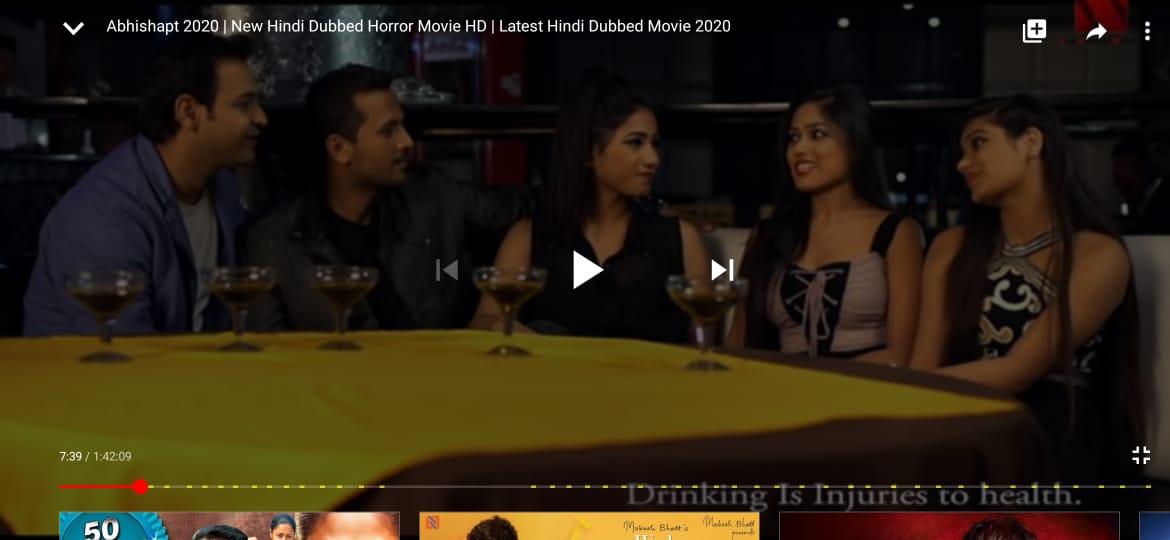 Abhishapt 2020 | New Hindi Dubbed Horror Movie HD | Latest Hindi Dubbed Movie 2020
7:39 / 1:42:09
Drinking Is Injuries to health.
50
Mukesh Bhatt's
Mukesh Bhatt
presents